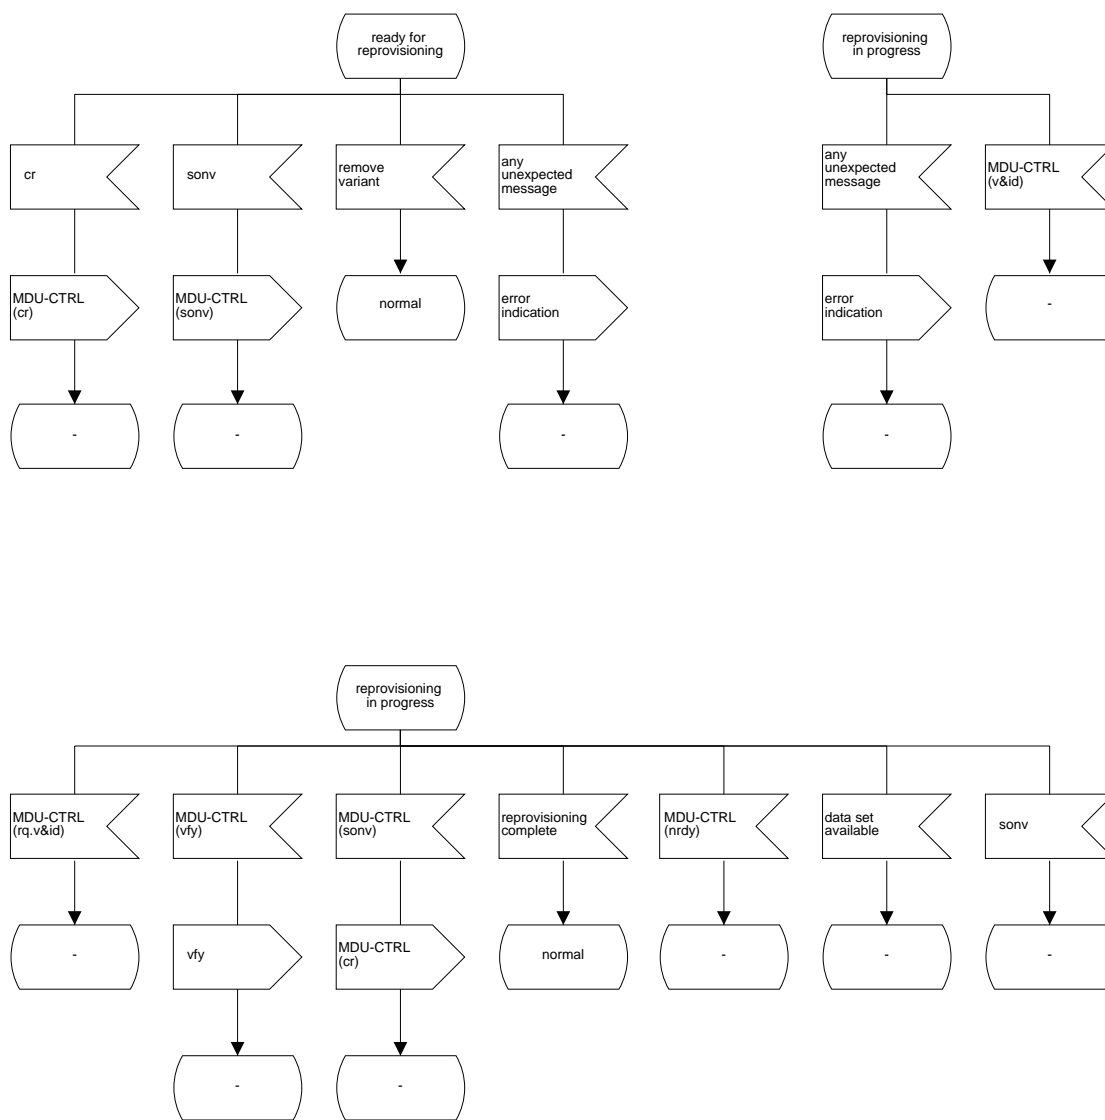 ready for
reprovisioning
reprovisioning
in progress
cr
sonv
remove
variant
any
unexpected
message
any
unexpected
message
MDU-CTRL
(v&id)
MDU-CTRL
(cr)
MDU-CTRL
(sonv)
normal
error
indication
error
indication
-
-
-
-
-
reprovisioning
in progress
MDU-CTRL
(rq.v&id)
MDU-CTRL
(vfy)
MDU-CTRL
(sonv)
reprovisioning
complete
MDU-CTRL
(nrdy)
data set
available
sonv
-
vfy
MDU-CTRL
(cr)
normal
-
-
-
-
-